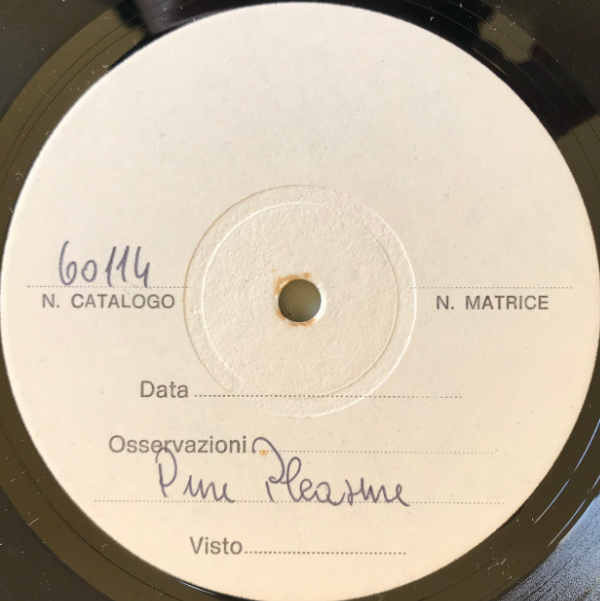 60114
N. CATALOGO N. MATRICE
Data
Osservazioni
Pure Pleasure
Visto